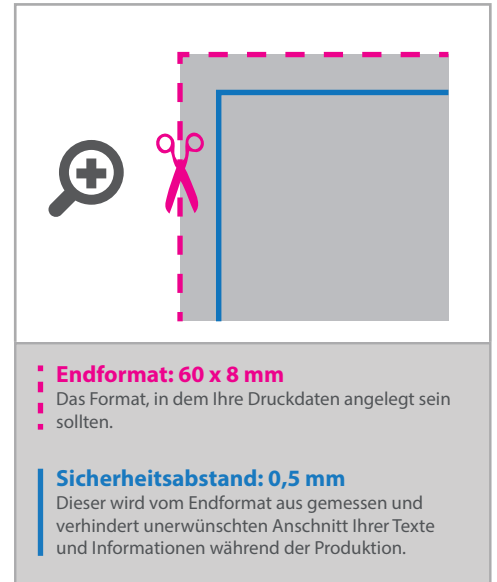 Endformat: 60 x 8 mm
Das Format, in dem Ihre Druckdaten angelegt sein
sollten.
Sicherheitsabstand: 0,5 mm
Dieser wird vom Endformat aus gemessen und
verhindert unerwünschten Anschnitt Ihrer Texte
und Informationen während der Produktion.